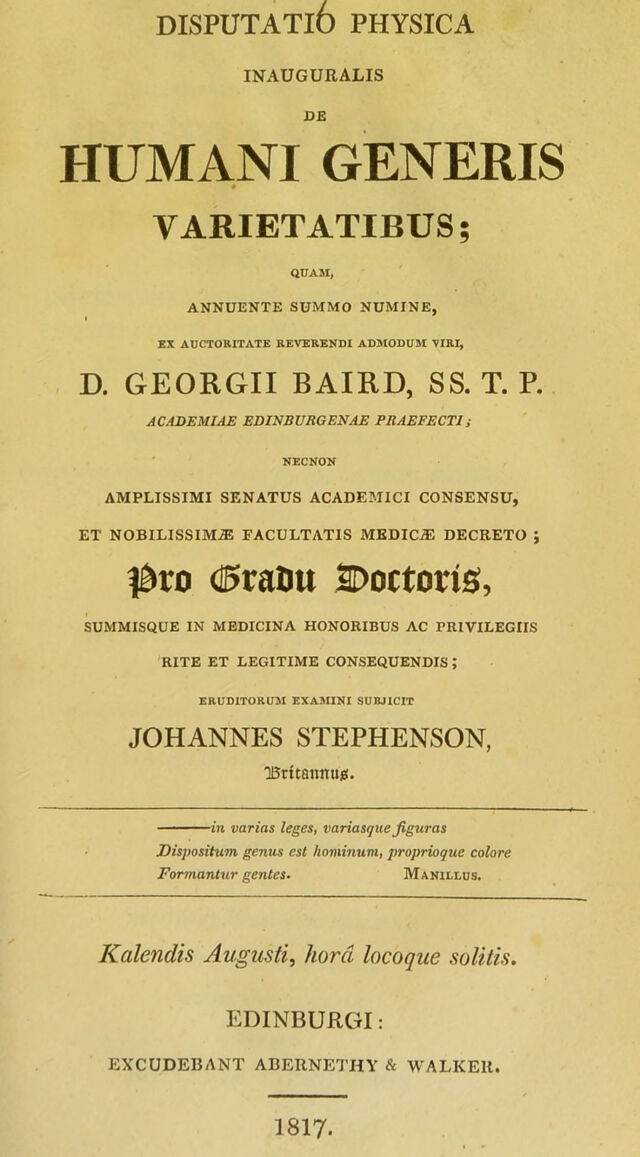 DISPUTATIO PHYSICA
INAUGURALIS
DE
HUMANI GENERIS
VARIETATIBUS;
QUAM,
ANNUENTE SUMMO NUMINE,
EX AUCTORITATE REVERENDI ADMODUM VIRI,
D. GEORGII BAIRD, SS. T. P.
ACADEMIAE EDINBURGENAE PRAEFECTI;
NECNON
AMPLISSIMI SENATUS ACADEMICI CONSENSU,
ET NOBILISSIMÆ FACULTATIS MEDICÆ DECRETO;
Pro Gradu Doctoris,
SUMMISQUE IN MEDICINA HONORIBUS AC PRIVILEGIIS
RITE ET LEGITIME CONSEQUENDIS;
ERUDITORUM EXAMINI SUBJICIT
JOHANNES STEPHENSON,
Britannus.
———in varias leges, variasque figuras
Dispositum genus est hominum, proprioque colore
Formantur gentes. MANILLUS.
Kalendis Augusti, horâ locoque solitis.
EDINBURGI:
EXCUDEBANT ABERNETHY & WALKER.
1817.